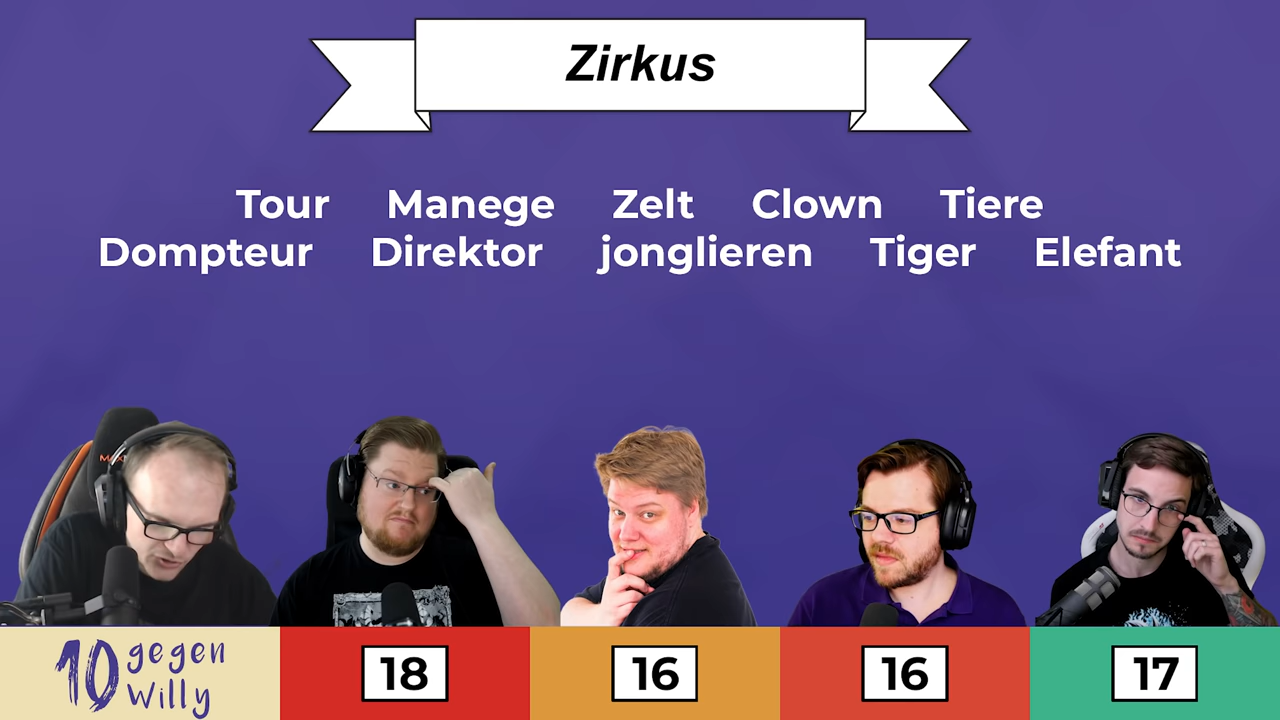 Zirkus
Tour Manege Zelt Clown Tiere
Dompteur Direktor jonglieren Tiger Elefant
10 gegen Willy
18 16 16 17